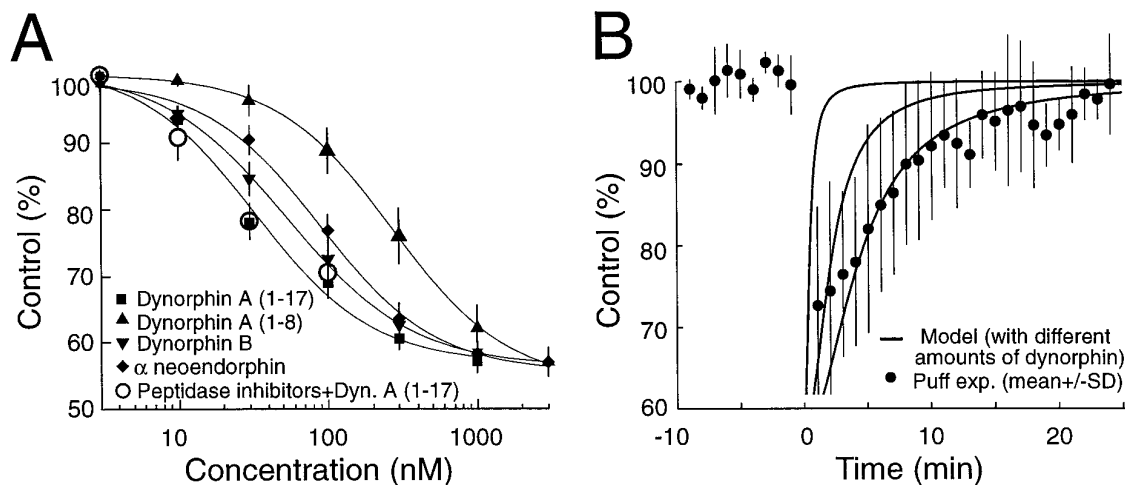 A
Control (%)
100
90
80
70
60
50
Dynorphin A (1-17)
Dynorphin A (1-8)
Dynorphin B
α neoendorphin
Peptidase inhibitors+Dyn. A (1-17)
10
100
1000
Concentration (nM)
B
Control (%)
100
90
80
70
60
Model (with different
amounts of dynorphin)
Puff exp. (mean+/-SD)
-10
0
10
20
Time (min)